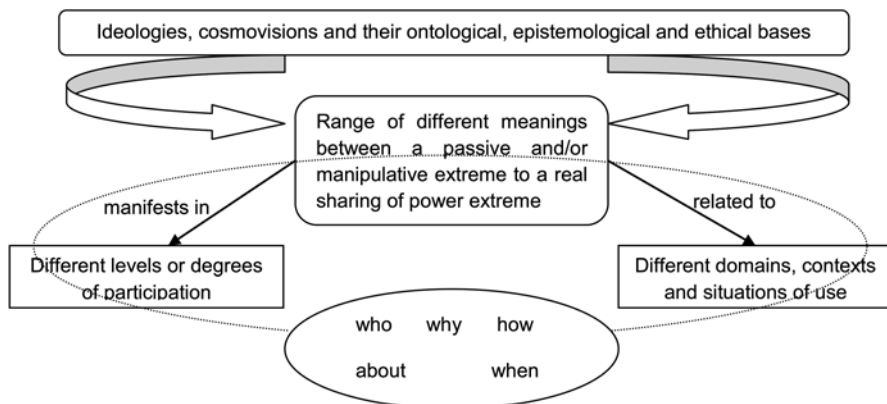 Ideologies, cosmovisions and their ontological, epistemological and ethical bases
Range of different meanings
between a passive and/or
manipulative extreme to a real
sharing of power extreme
manifests in
related to
Different levels or degrees
of participation
Different domains, contexts
and situations of use
who why how
about when